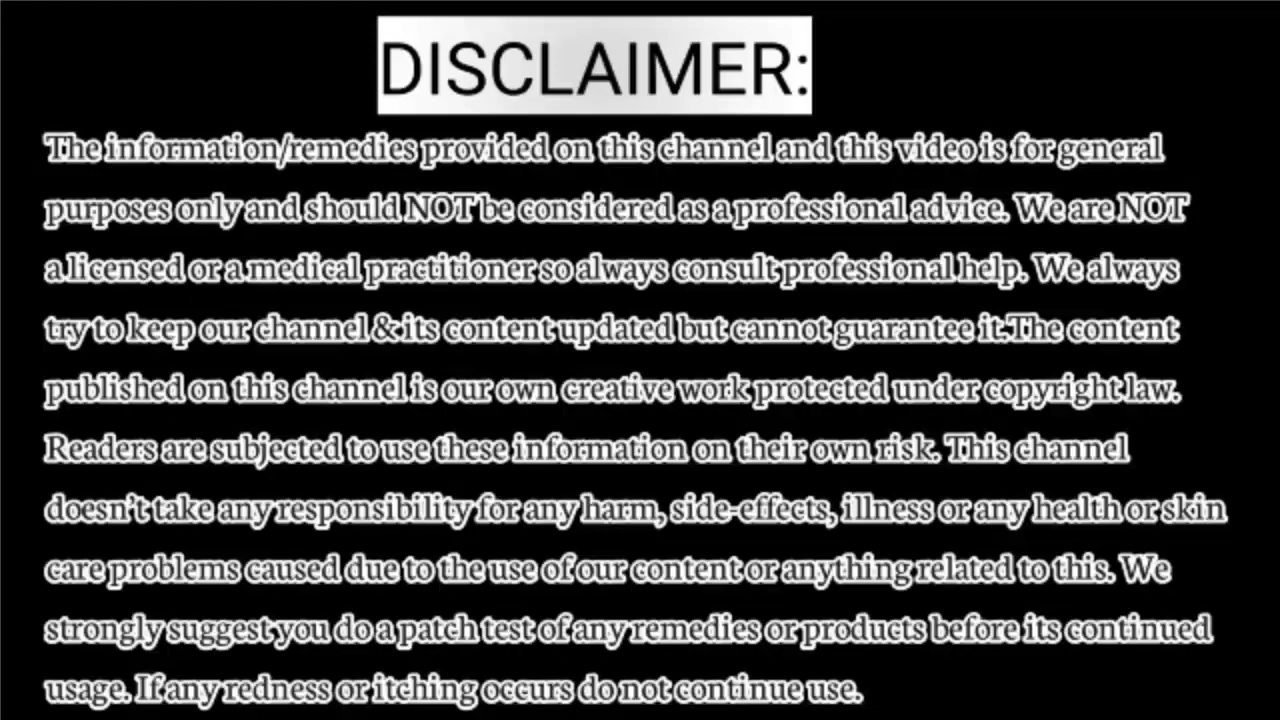 DISCLAIMER:
The information/remedies provided on this channel and this video is for general
purposes only and should NOT be considered as a professional advice. We are NOT
a licensed or a medical practitioner so always consult professional help. We always
try to keep our channel & its content updated but cannot guarantee it.The content
published on this channel is our own creative work protected under copyright law.
Readers are subjected to use these information on their own risk. This channel
doesn't take any responsibility for any harm, side-effects, illness or any health or skin
care problems caused due to the use of our content or anything related to this. We
strongly suggest you do a patch test of any remedies or products before its continued
usage. If any redness or itching occurs do not continue use.